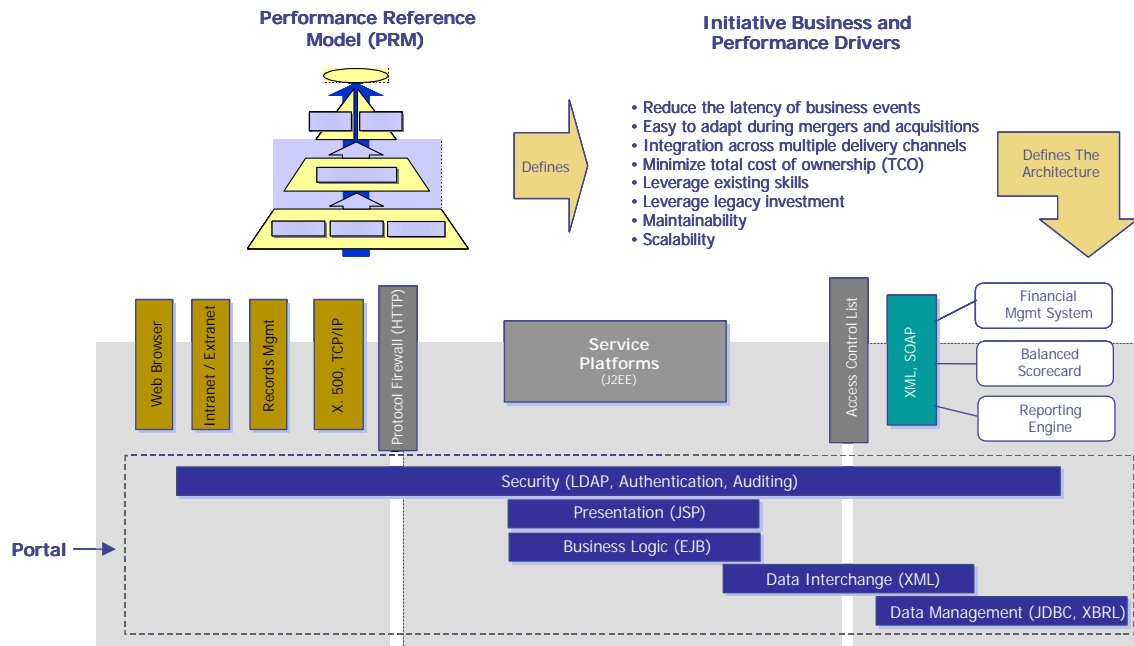 Performance Reference
Model (PRM)
Initiative Business and
Performance Drivers
Defines
• Reduce the latency of business events
• Easy to adapt during mergers and acquisitions
• Integration across multiple delivery channels
• Minimize total cost of ownership (TCO)
• Leverage existing skills
• Leverage legacy investment
• Maintainability
• Scalability
Defines The
Architecture
Web Browser
Intranet / Extranet
Records Mgmt
X. 500, TCP/IP
Protocol Firewall (HTTP)
Service
Platforms
(J2EE)
Access Control List
XML, SOAP
Financial
Mgmt System
Balanced
Scorecard
Reporting
Engine
Portal
Security (LDAP, Authentication, Auditing)
Presentation (JSP)
Business Logic (EJB)
Data Interchange (XML)
Data Management (JDBC, XBRL)